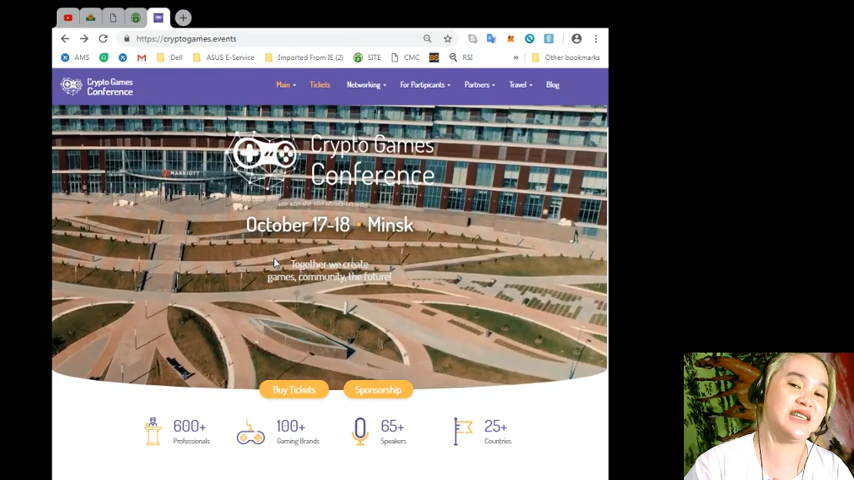 https://cryptogames.events
AMS
Dell
ASUS E-Service
Imported From IE (2)
SITE
CMC
RSI
Other bookmarks
Crypto Games
Conference
Main
Tickets
Networking
For Partipicants
Partners
Travel
Blog
MARRIOTT
Crypto Games
Conference
October 17-18 • Minsk
Together we create
games, community, the future!
Buy Tickets
Sponsorship
600+
Professionals
100+
Gaming Brands
65+
Speakers
25+
Countries